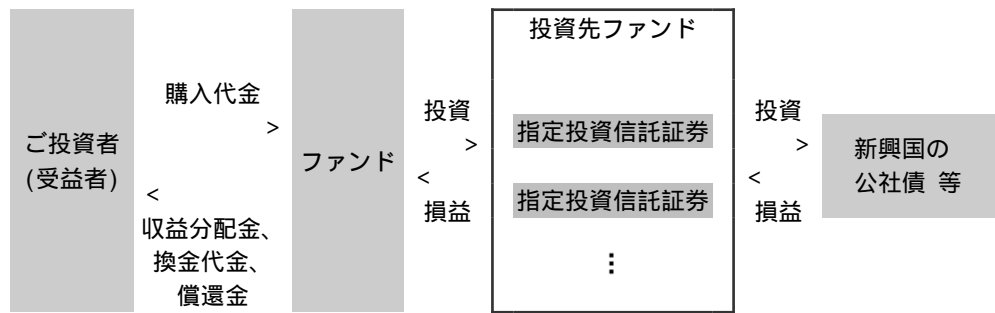 ご投資者
(受益者)
購入代金
>
<
収益分配金、
換金代金、
償還金
ファンド
投資
>
<
損益
投資先ファンド
指定投資信託証券
指定投資信託証券
⋮
投資
>
<
損益
新興国の
公社債 等